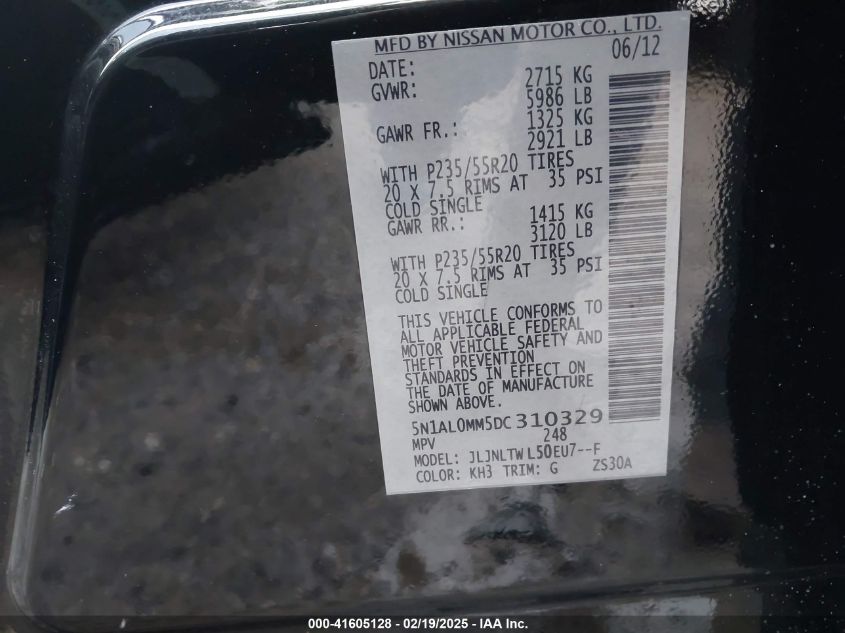 MFD BY NISSAN MOTOR CO., LTD.
DATE: 06/12
GVWR: 2715 KG
5986 LB
GAWR FR.: 1325 KG
2921 LB
WITH P235/55R20 TIRES
20 X 7.5 RIMS AT 35 PSI
COLD SINGLE
GAWR RR.: 1415 KG
3120 LB
WITH P235/55R20 TIRES
20 X 7.5 RIMS AT 35 PSI
COLD SINGLE
THIS VEHICLE CONFORMS TO
ALL APPLICABLE FEDERAL
MOTOR VEHICLE SAFETY AND
THEFT PREVENTION
STANDARDS IN EFFECT ON
THE DATE OF MANUFACTURE
SHOWN ABOVE.
5N1AL0MM5DC310329
MPV 248
MODEL: JLJNLTWL50EU7--F
COLOR: KH3 TRIM: G ZS30A
000-41605128 - 02/19/2025 - IAA Inc.